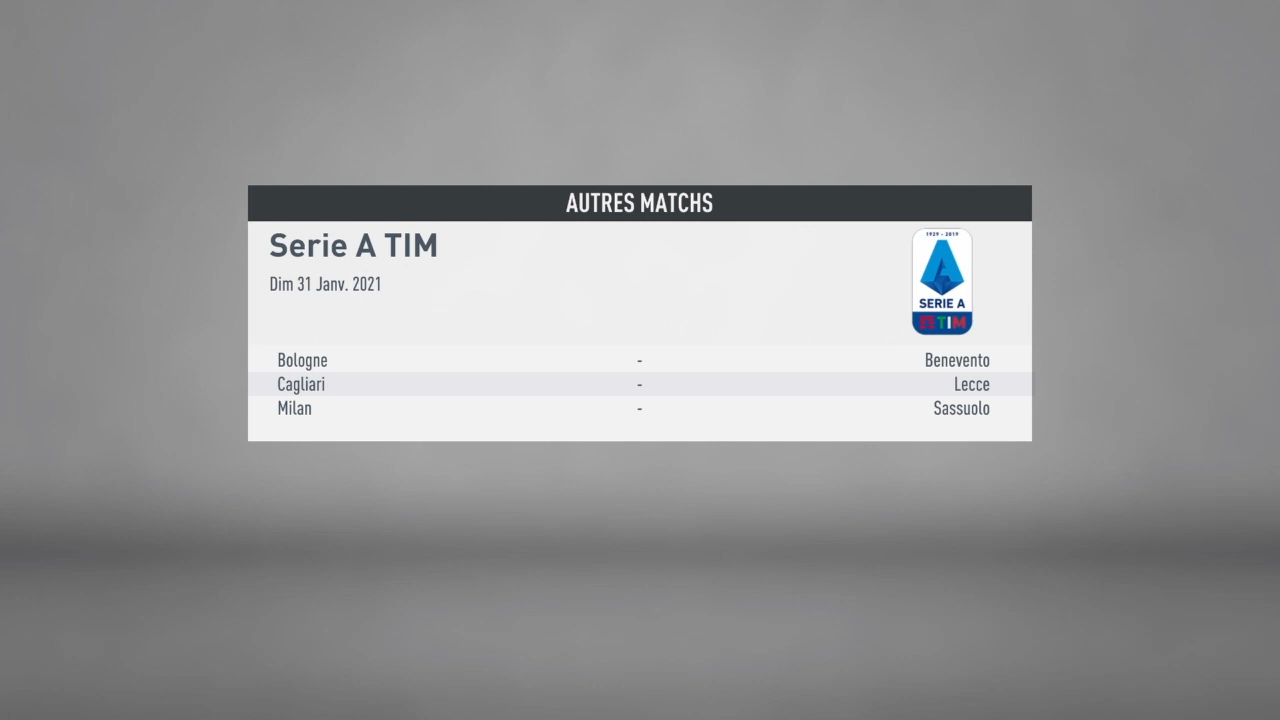 AUTRES MATCHS
Serie A TIM
1929 - 2019
Dim 31 Janv. 2021
SERIE A
TIM
Bologne - Benevento
Cagliari - Lecce
Milan - Sassuolo